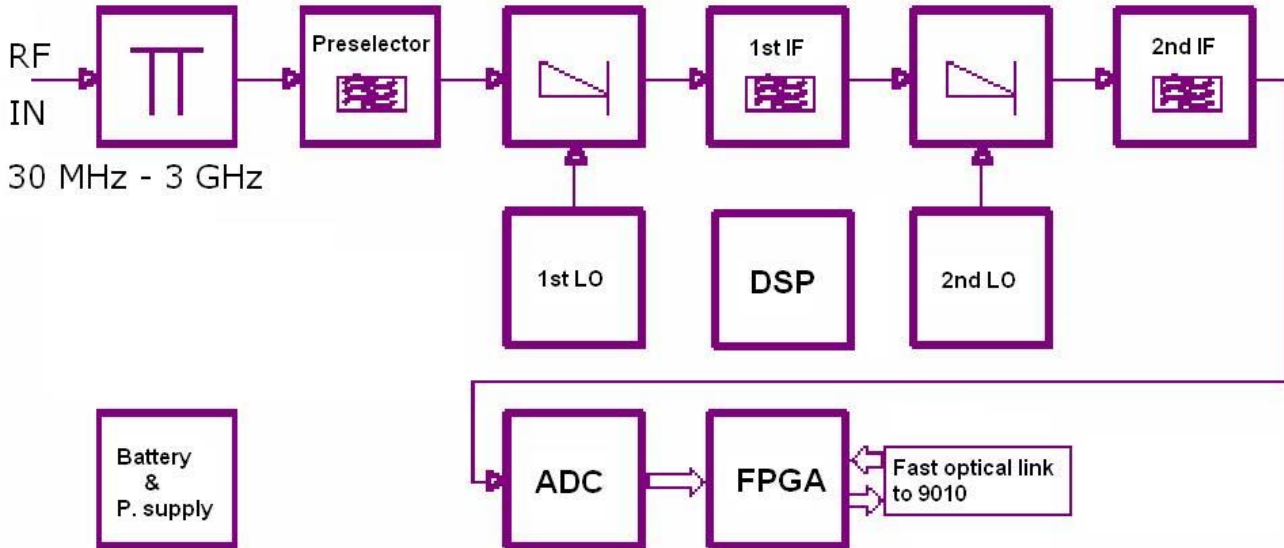 RF
IN
30 MHz - 3 GHz
Preselector
1st IF
2nd IF
1st LO
DSP
2nd LO
Battery
&
P. supply
ADC
FPGA
Fast optical link
to 9010